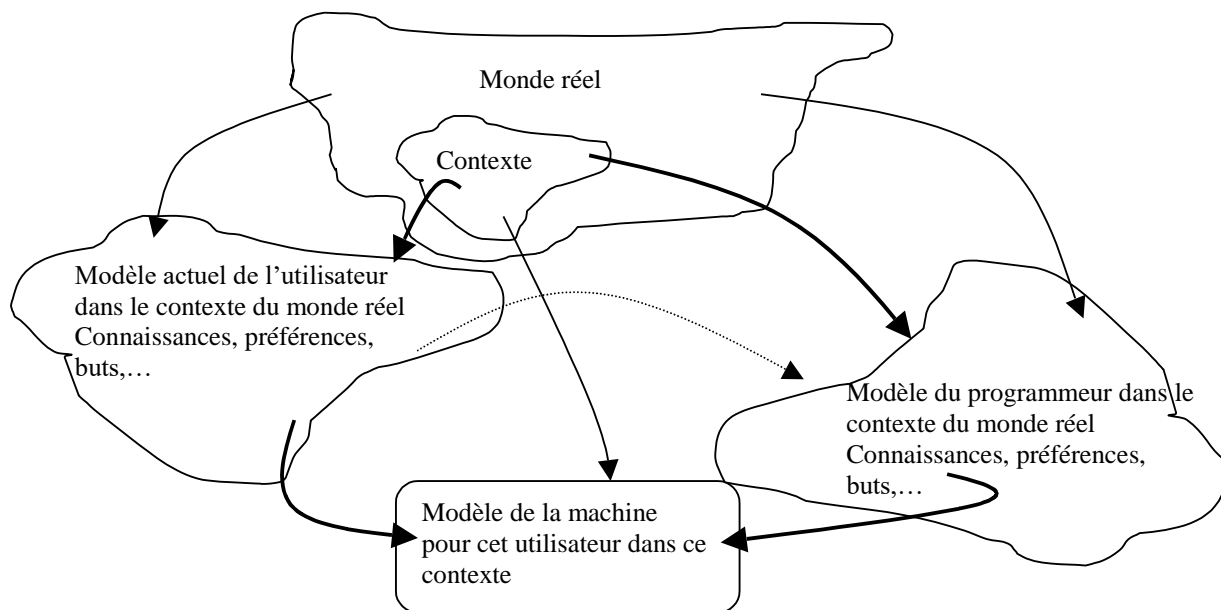 Monde réel
Contexte
Modèle actuel de l’utilisateur
dans le contexte du monde réel
Connaissances, préférences,
buts,…
Modèle du programmeur dans le
contexte du monde réel
Connaissances, préférences,
buts,…
Modèle de la machine
pour cet utilisateur dans ce
contexte